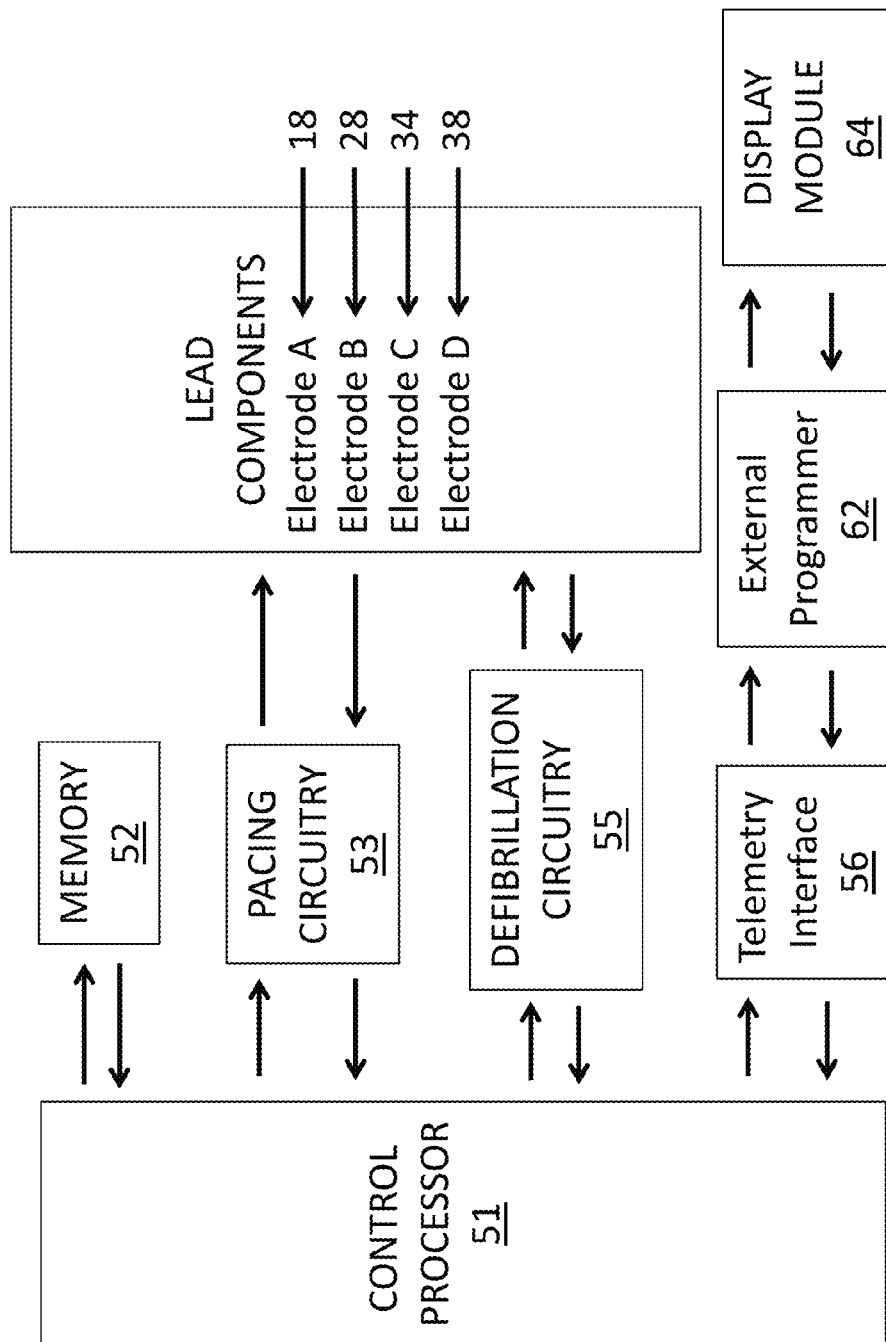 CONTROL
PROCESSOR
51
MEMORY
52
PACING
CIRCUITRY
53
DEFIBRILLATION
CIRCUITRY
55
Telemetry
Interface
56
LEAD
COMPONENTS
Electrode A 18
Electrode B 28
Electrode C 34
Electrode D 38
External
Programmer
62
DISPLAY
MODULE
64